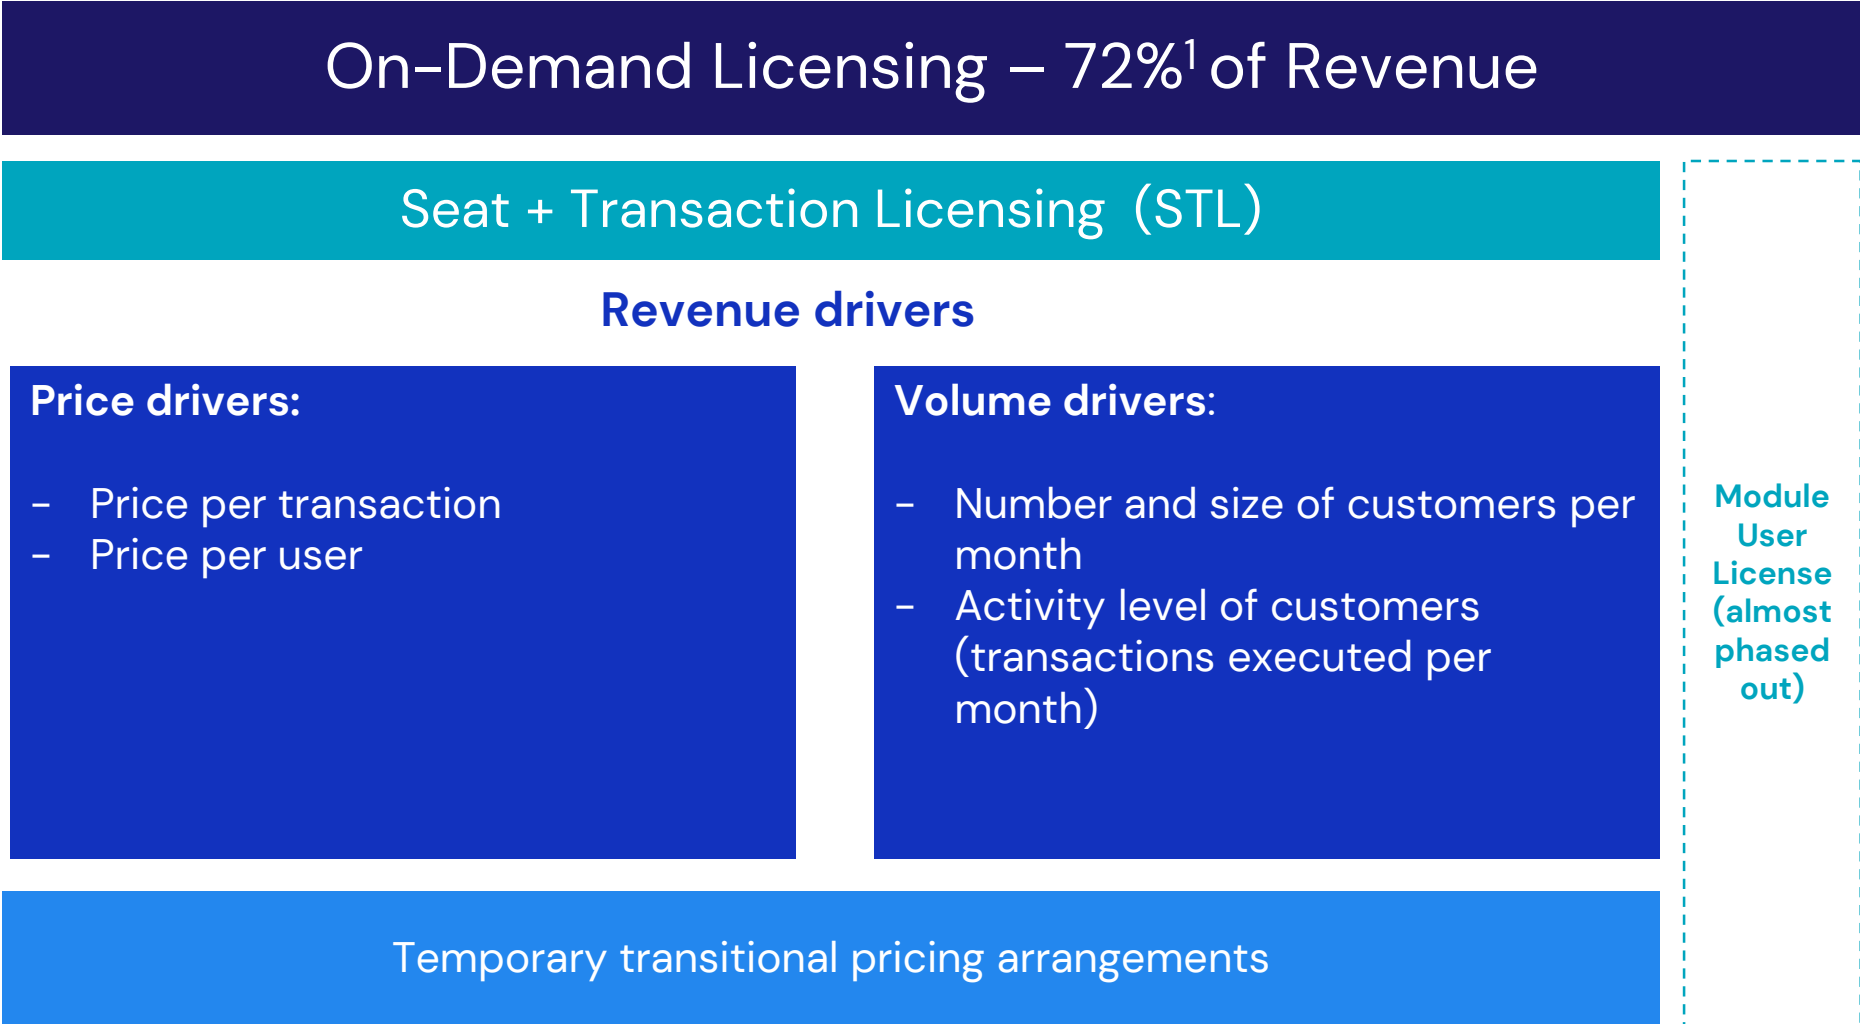 On-Demand Licensing – 72%¹ of Revenue
Seat + Transaction Licensing (STL)
Revenue drivers
Price drivers:
- Price per transaction
- Price per user
Volume drivers:
- Number and size of customers per
month
- Activity level of customers
(transactions executed per
month)
Module
User
License
(almost
phased
out)
Temporary transitional pricing arrangements